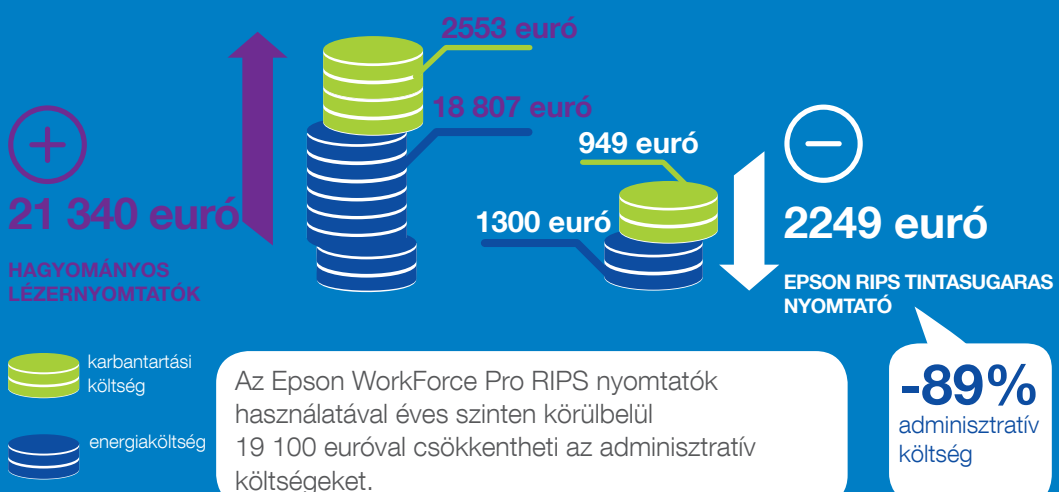 2553 euró
18 807 euró
21 340 euró
HAGYOMÁNYOS
LÉZERNYOMTATÓK
949 euró
1300 euró
2249 euró
EPSON RIPS TINTASUGARAS
NYOMTATÓ
karbantartási
költség
energiaköltség
Az Epson WorkForce Pro RIPS nyomtatók
használatával éves szinten körülbelül
19 100 euróval csökkentheti az adminisztratív
költségeket.
-89%
adminisztratív
költség